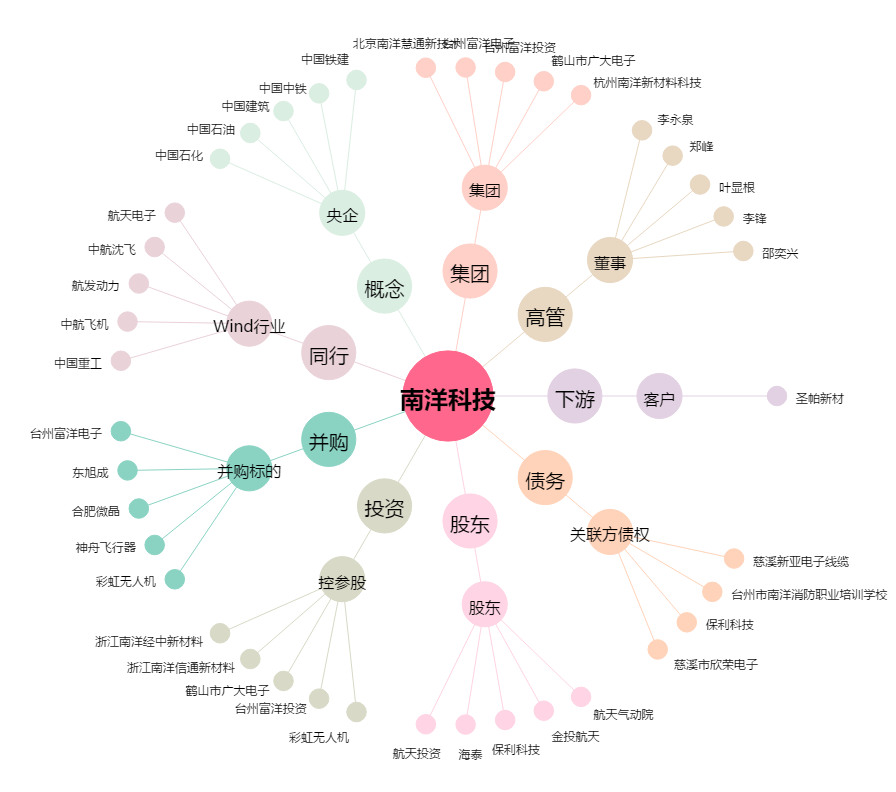 北京南洋慧通新技术
台州富洋电子
台州富洋投资
鹤山市广大电子
杭州南洋新材料科技
集团
集团
中国铁建
中国中铁
中国建筑
中国石油
中国石化
央企
概念
李永泉
郑峰
叶显根
李锋
邵奕兴
董事
高管
航天电子
中航沈飞
航发动力
中航飞机
中国重工
Wind行业
同行
南洋科技
下游
客户
圣帕新材
台州富洋电子
东旭成
合肥微晶
神舟飞行器
彩虹无人机
并购标的
并购
投资
控参股
浙江南洋经中新材料
浙江南洋信通新材料
鹤山市广大电子
台州富洋投资
彩虹无人机
股东
股东
航天投资
海泰
保利科技
金投航天
航天气动院
债务
关联方债权
慈溪新亚电子线缆
台州市南洋消防职业培训学校
保利科技
慈溪市欣荣电子